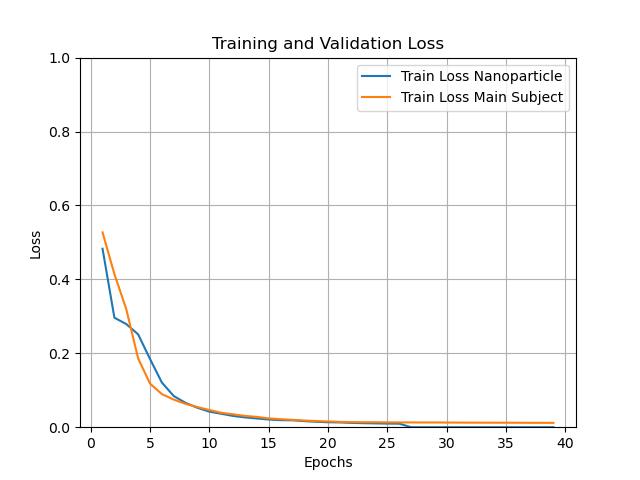 Training and Validation Loss
Train Loss Nanoparticle
Train Loss Main Subject
Loss
1.0
0.8
0.6
0.4
0.2
0.0
0 5 10 15 20 25 30 35 40
Epochs